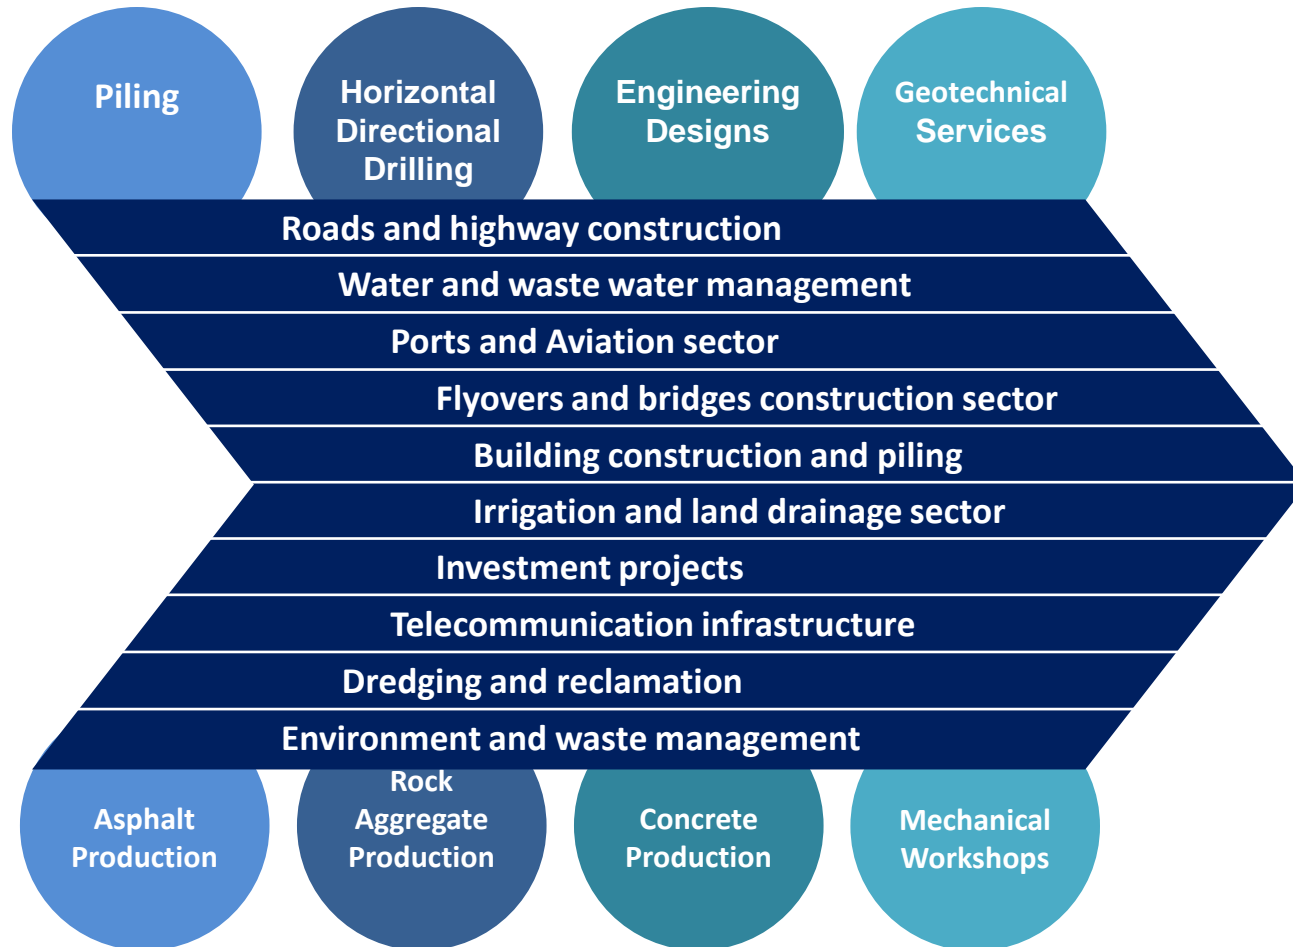 Piling
Horizontal
Directional
Drilling
Engineering
Designs
Geotechnical
Services
Roads and highway construction
Water and waste water management
Ports and Aviation sector
Flyovers and bridges construction sector
Building construction and piling
Irrigation and land drainage sector
Investment projects
Telecommunication infrastructure
Dredging and reclamation
Environment and waste management
Asphalt
Production
Rock
Aggregate
Production
Concrete
Production
Mechanical
Workshops